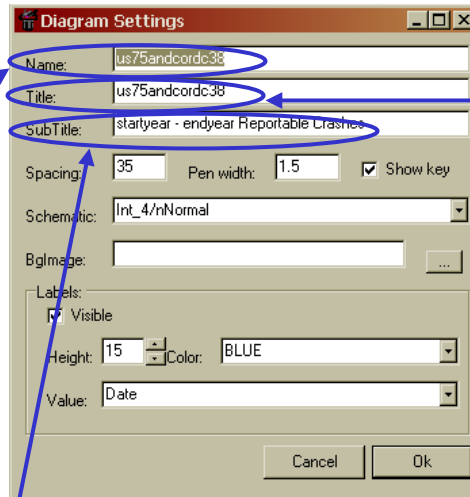 Diagram Settings
Name: us75andcordc38
Title: us75andcordc38
SubTitle: startyear - endyear Reportable Crashes
Spacing: 35 Pen width: 1.5 Show key
Schematic: Int_4/nNormal
BgImage: ...
Labels:
Visible
Height: 15 Color: BLUE
Value: Date
Cancel Ok